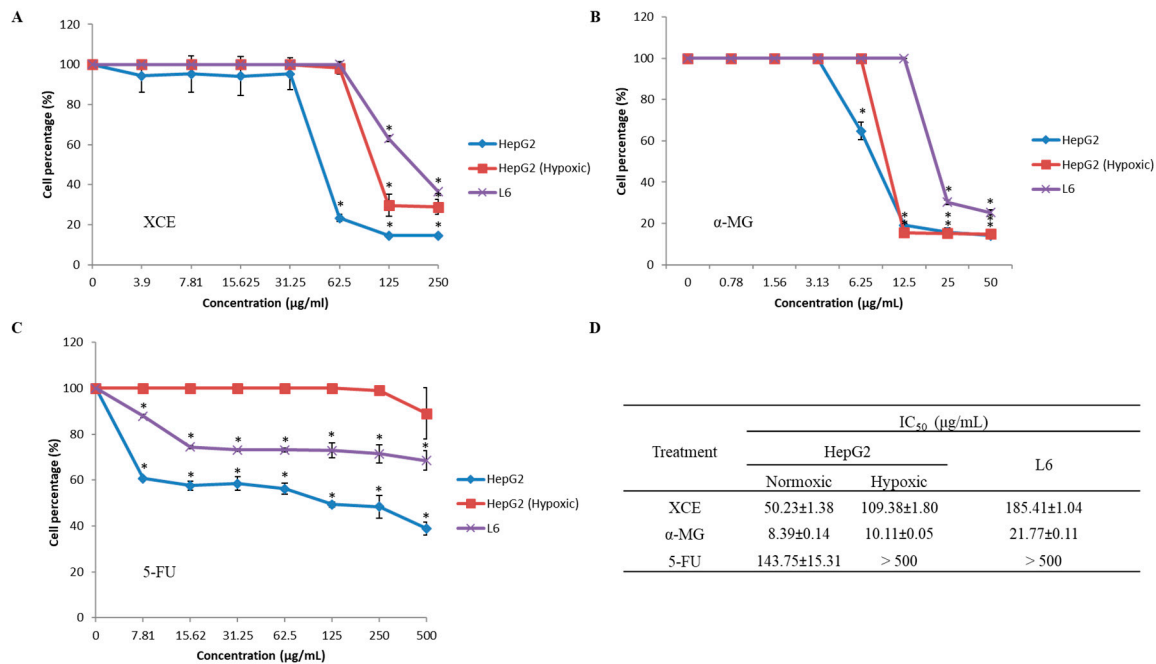 A
120
100
80
60
40
20
0
Cell percentage (%)
* * * * * *
XCE
0 3.9 7.81 15.625 31.25 62.5 125 250
Concentration (µg/ml)
HepG2
HepG2 (Hypoxic)
L6
B
120
100
80
60
40
20
0
Cell percentage (%)
* * * * * * * *
α-MG
0 0.78 1.56 3.13 6.25 12.5 25 50
Concentration (µg/mL)
HepG2
HepG2 (Hypoxic)
L6
C
120
100
80
60
40
20
0
Cell percentage (%)
* * * * * * *
* * * * * * *
5-FU
0 7.81 15.62 31.25 62.5 125 250 500
Concentration (µg/mL)
HepG2
HepG2 (Hypoxic)
L6
D
IC50 (µg/mL)
Treatment HepG2 L6
Normoxic Hypoxic
XCE 50.23±1.38 109.38±1.80 185.41±1.04
α-MG 8.39±0.14 10.11±0.05 21.77±0.11
5-FU 143.75±15.31 > 500 > 500